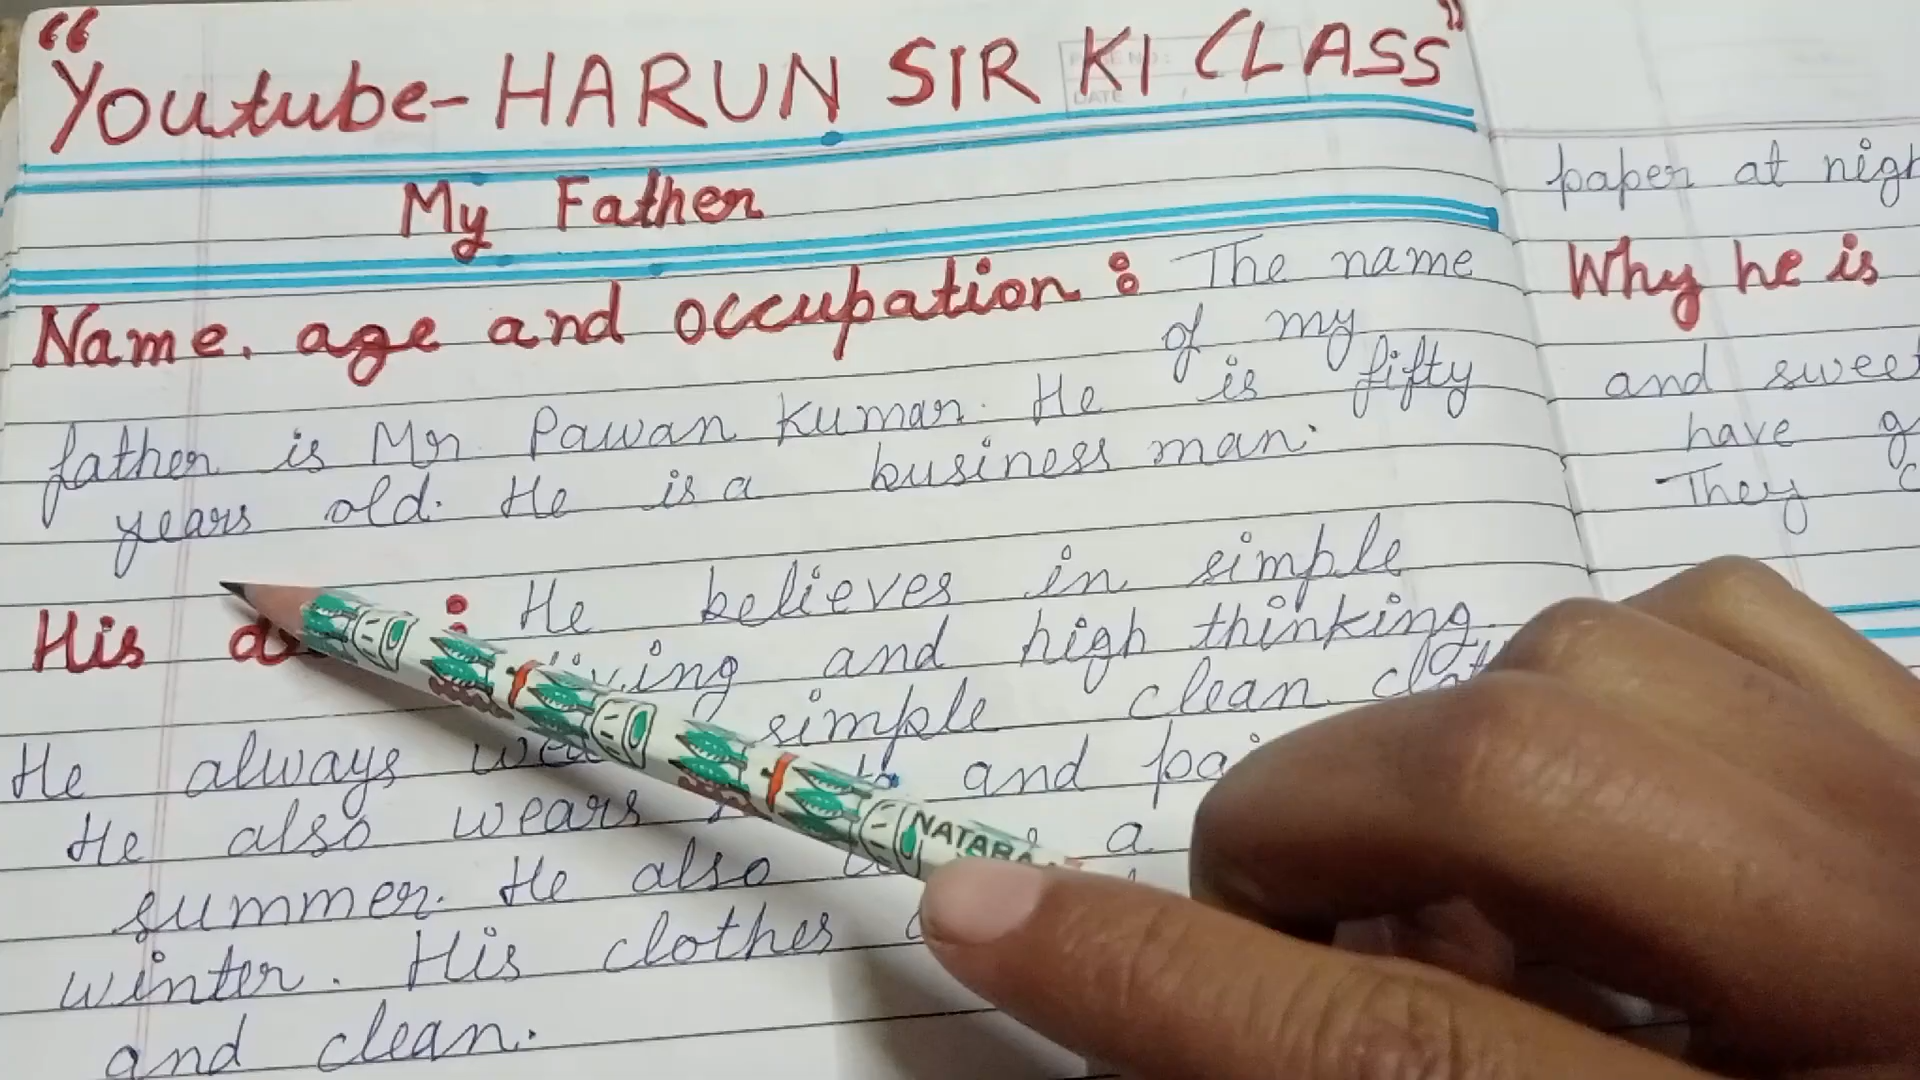 "Youtube- HARUN SIR KI CLASS"
My Father
Name, age and occupation : The name
of my
father is Mr Pawan Kumar. He is fifty
years old. He is a business man.
His : He believes in simple
living and high thinking.
He always simple clean
He also wears and
summer. He also a
winter. His clothes
and clean.
paper at
Why he is
and
have
They
NATARA